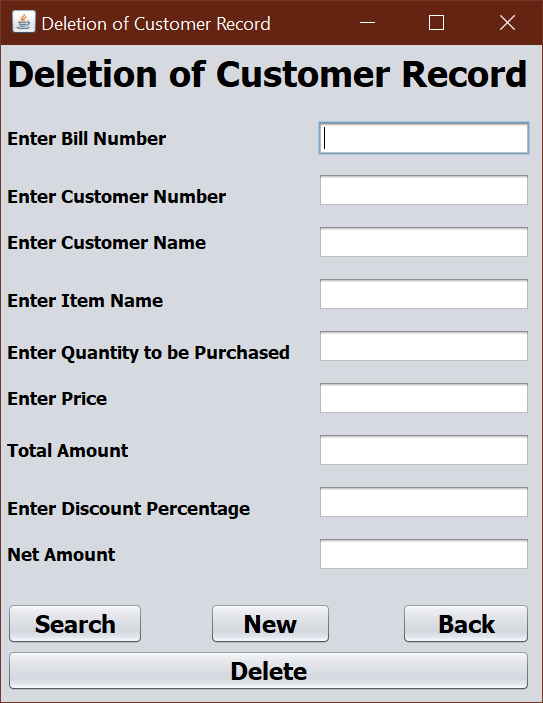 Deletion of Customer Record
Deletion of Customer Record
Enter Bill Number
Enter Customer Number
Enter Customer Name
Enter Item Name
Enter Quantity to be Purchased
Enter Price
Total Amount
Enter Discount Percentage
Net Amount
Search New Back
Delete